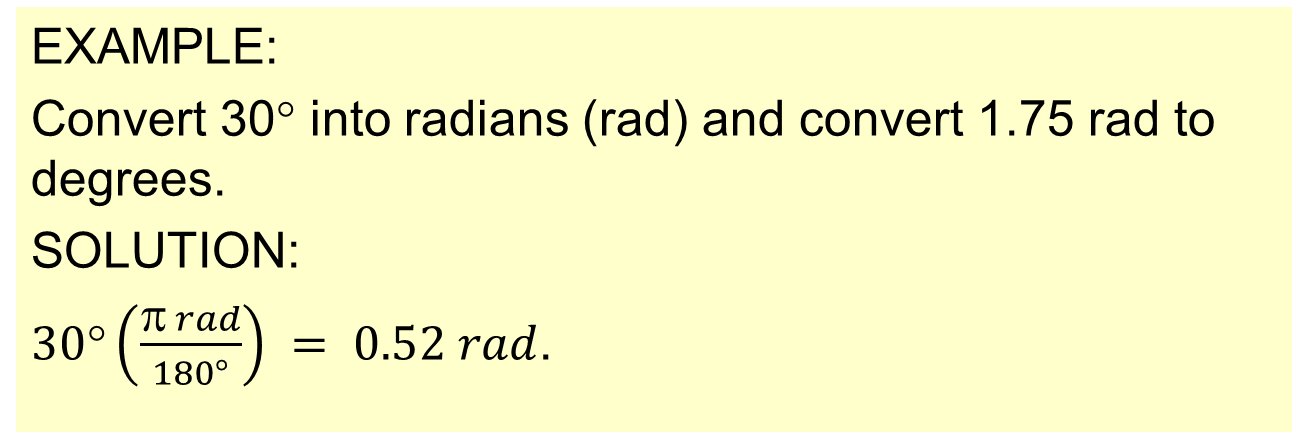 EXAMPLE:
Convert 30° into radians (rad) and convert 1.75 rad to
degrees.
SOLUTION:
30° (π rad / 180°) = 0.52 rad.